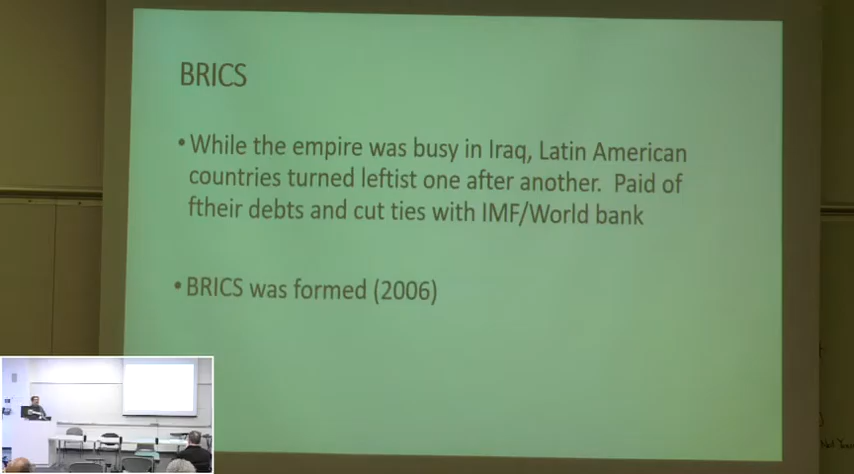 BRICS
• While the empire was busy in Iraq, Latin American
countries turned leftist one after another. Paid of
ftheir debts and cut ties with IMF/World bank
• BRICS was formed (2006)